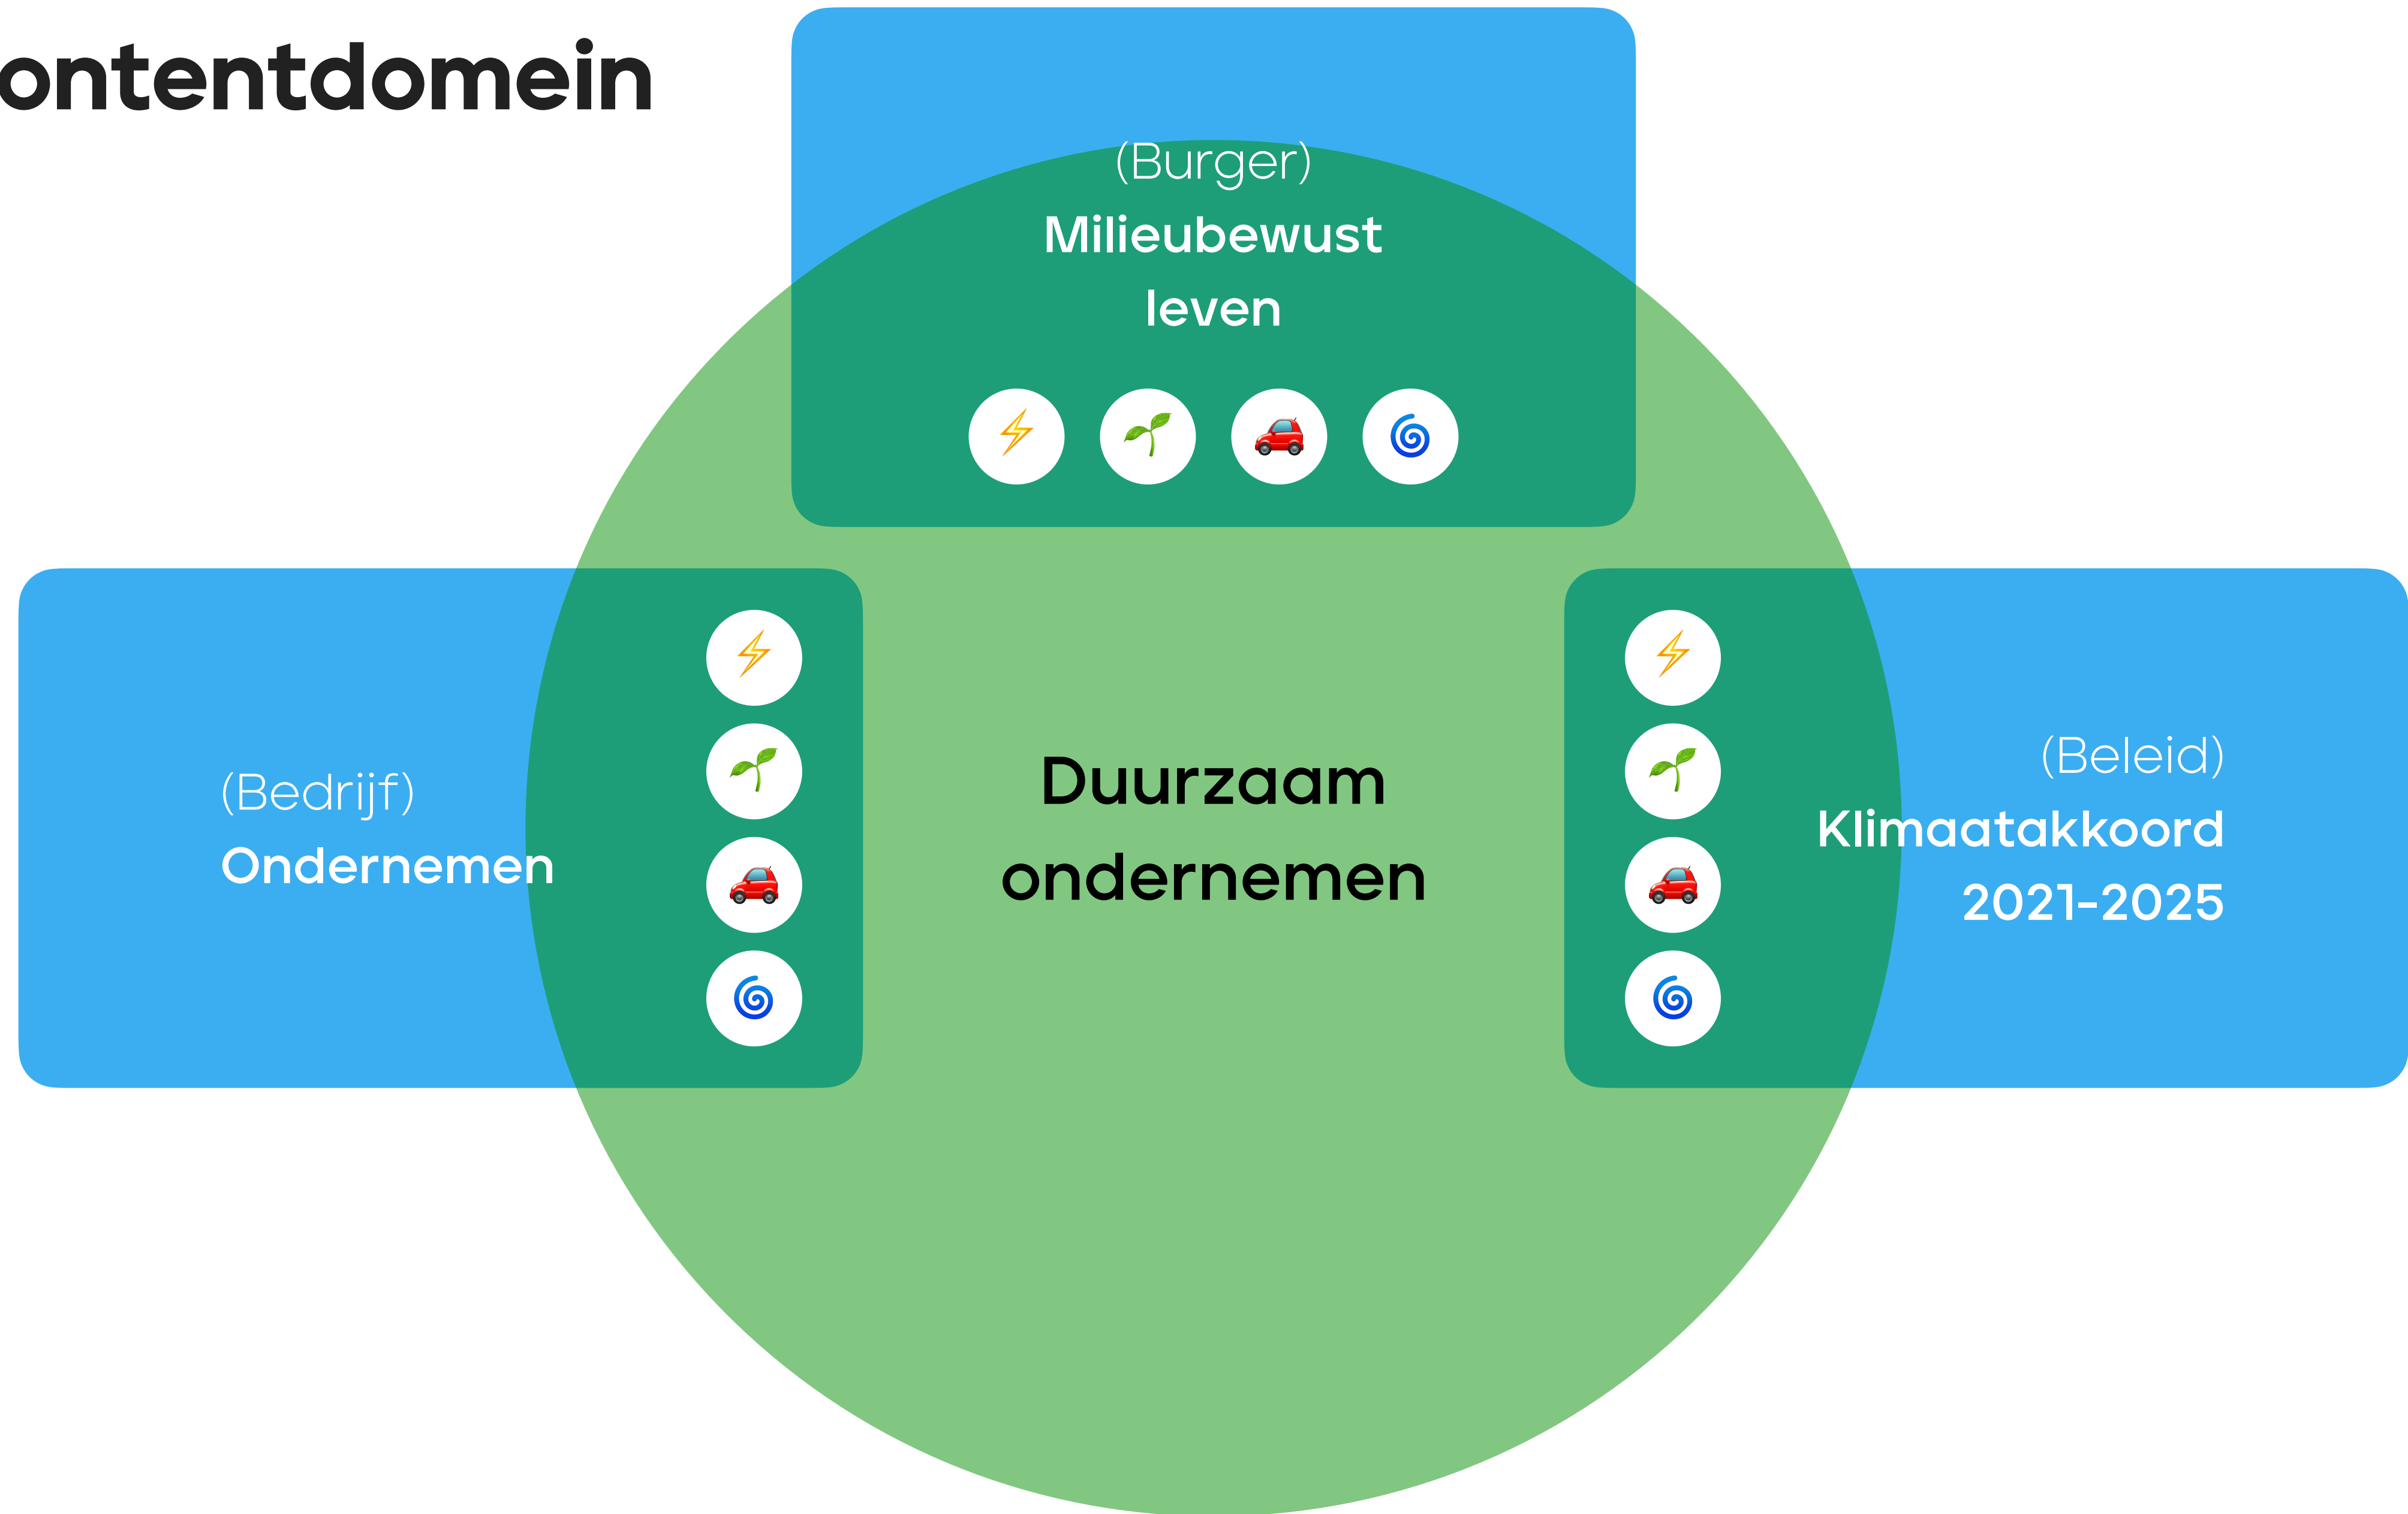 ontentdomein
(Burger)
Milieubewust
leven
(Bedrijf)
Ondernemen
Duurzaam
ondernemen
(Beleid)
Klimaatakkoord
2021-2025